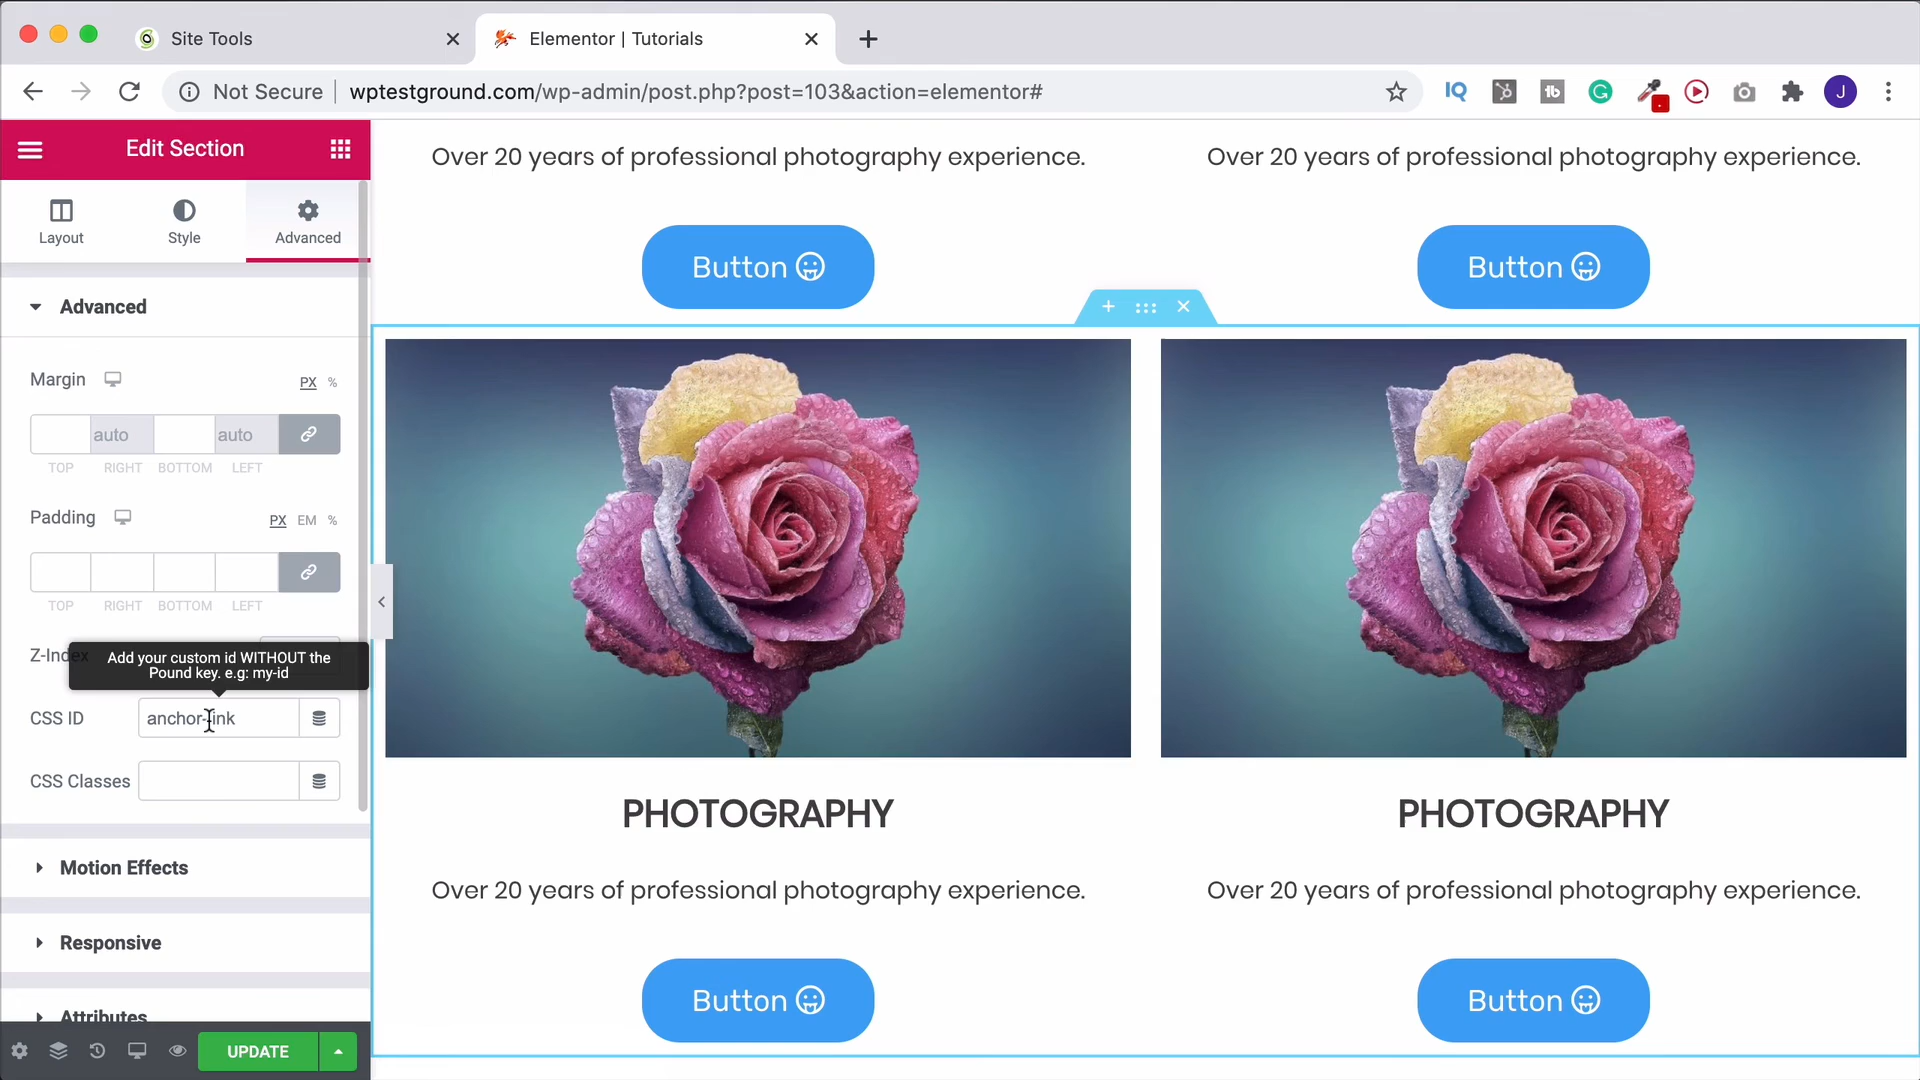 Site Tools
Elementor | Tutorials
Not Secure
wptestground.com/wp-admin/post.php?post=103&action=elementor#
IQ
tb
J
Edit Section
Layout
Style
Advanced
Advanced
Margin
PX %
auto
auto
TOP RIGHT BOTTOM LEFT
Padding
PX EM %
TOP RIGHT BOTTOM LEFT
Z-Index
Add your custom id WITHOUT the
Pound key. e.g: my-id
CSS ID
anchor-link
CSS Classes
Motion Effects
Responsive
Attributes
UPDATE
Over 20 years of professional photography experience.
Over 20 years of professional photography experience.
Button
Button
PHOTOGRAPHY
PHOTOGRAPHY
Over 20 years of professional photography experience.
Over 20 years of professional photography experience.
Button
Button